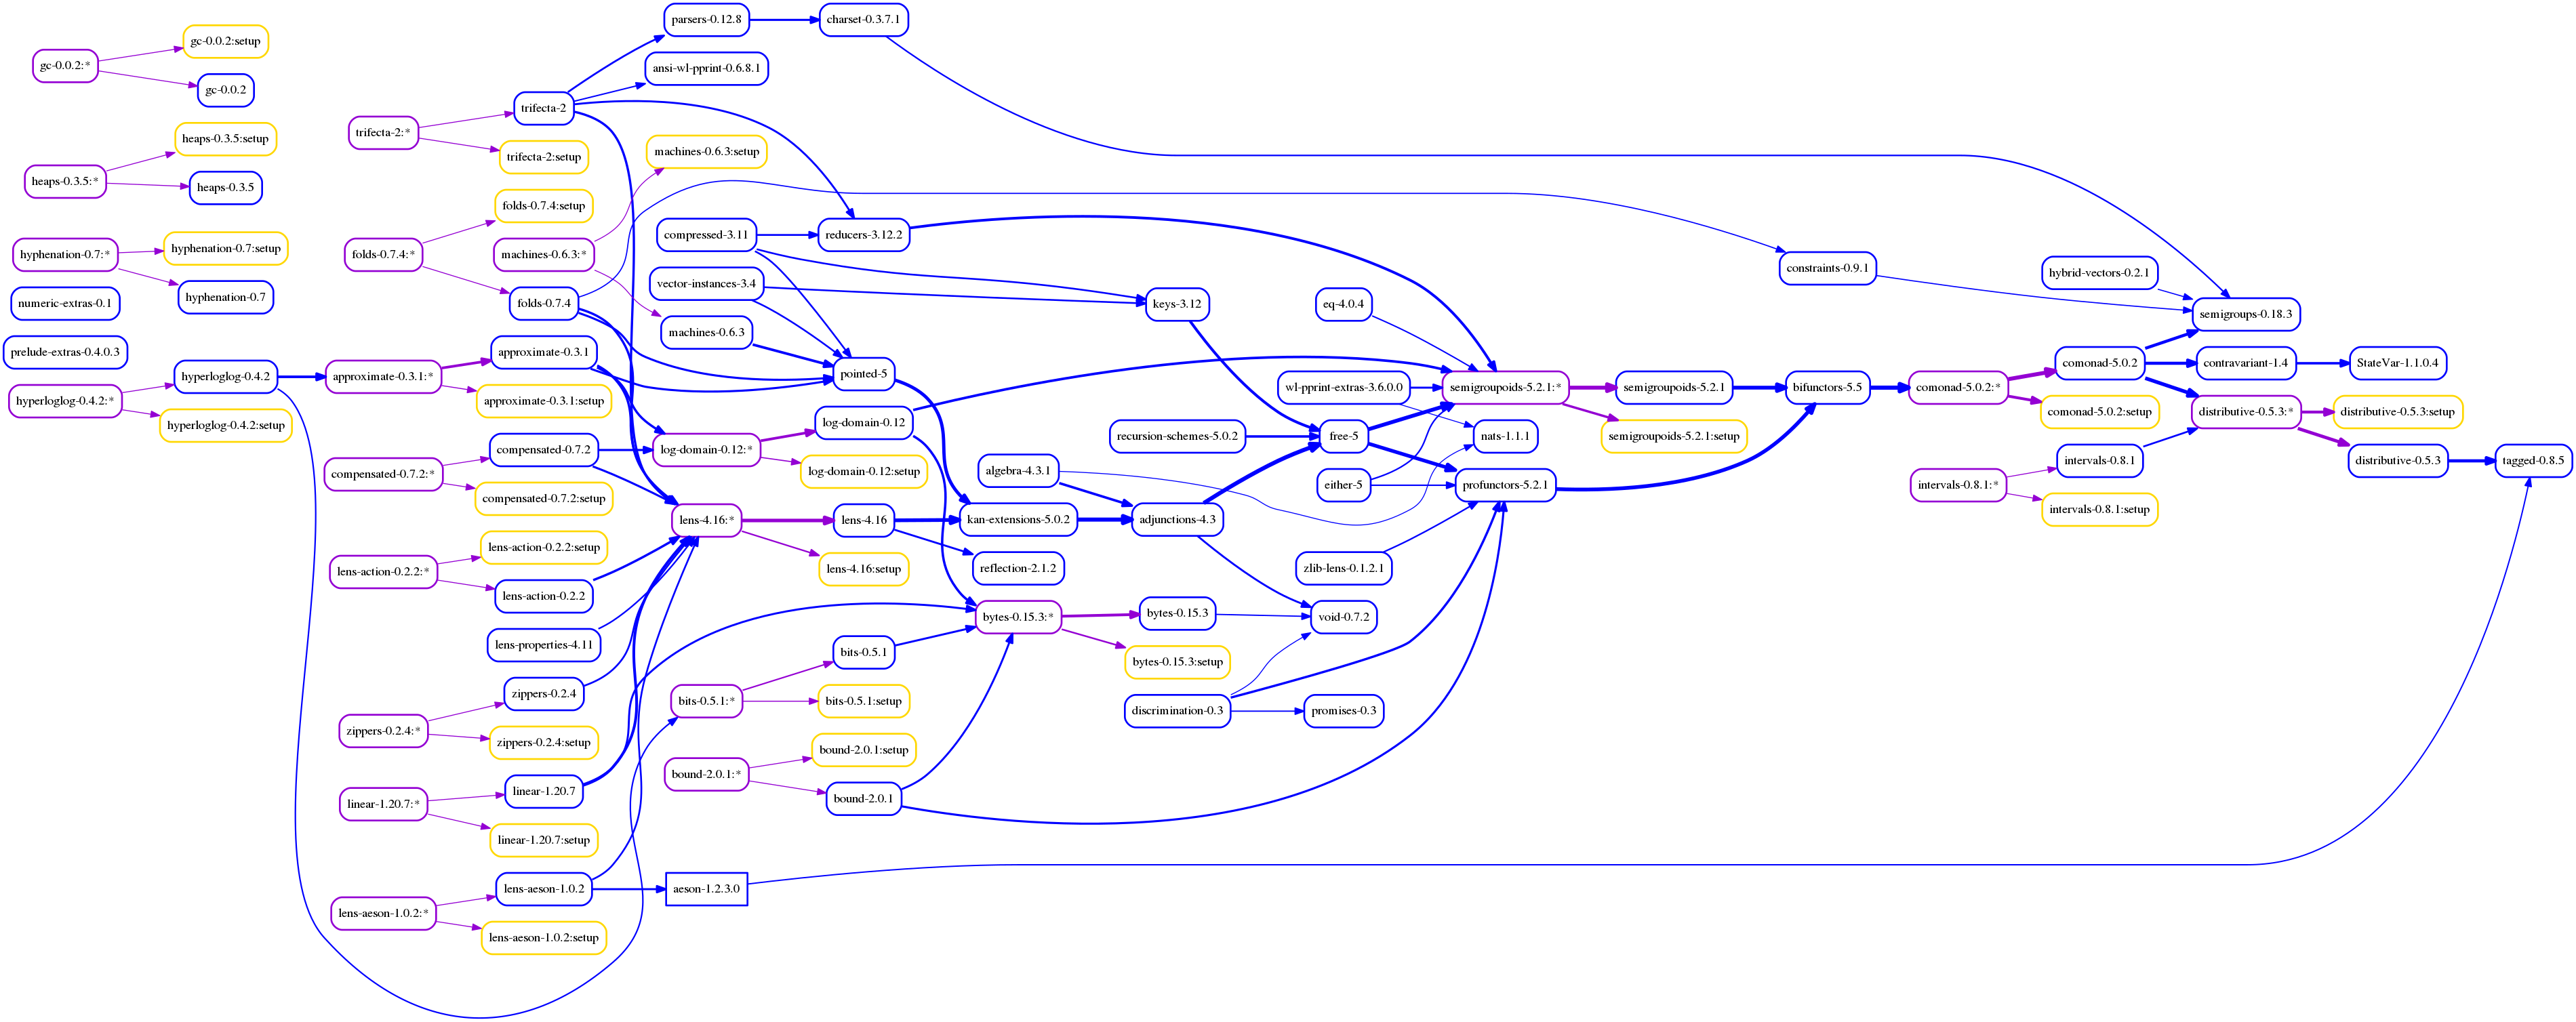 gc-0.0.2:*
gc-0.0.2:setup
gc-0.0.2
heaps-0.3.5:*
heaps-0.3.5:setup
heaps-0.3.5
hyphenation-0.7:*
hyphenation-0.7:setup
hyphenation-0.7
numeric-extras-0.1
prelude-extras-0.4.0.3
hyperloglog-0.4.2
hyperloglog-0.4.2:*
hyperloglog-0.4.2:setup
trifecta-2:*
trifecta-2
trifecta-2:setup
folds-0.7.4:*
folds-0.7.4:setup
folds-0.7.4
approximate-0.3.1:*
approximate-0.3.1
approximate-0.3.1:setup
compensated-0.7.2:*
compensated-0.7.2
compensated-0.7.2:setup
lens-action-0.2.2:*
lens-action-0.2.2:setup
lens-action-0.2.2
lens-properties-4.11
zippers-0.2.4:*
zippers-0.2.4
zippers-0.2.4:setup
linear-1.20.7:*
linear-1.20.7
linear-1.20.7:setup
lens-aeson-1.0.2:*
lens-aeson-1.0.2
lens-aeson-1.0.2:setup
parsers-0.12.8
charset-0.3.7.1
ansi-wl-pprint-0.6.8.1
machines-0.6.3:*
machines-0.6.3:setup
machines-0.6.3
compressed-3.11
reducers-3.12.2
vector-instances-3.4
pointed-5
log-domain-0.12:*
log-domain-0.12
log-domain-0.12:setup
lens-4.16:*
lens-4.16
lens-4.16:setup
bits-0.5.1:*
bits-0.5.1
bits-0.5.1:setup
bound-2.0.1:*
bound-2.0.1:setup
bound-2.0.1
aeson-1.2.3.0
kan-extensions-5.0.2
reflection-2.1.2
bytes-0.15.3:*
bytes-0.15.3
bytes-0.15.3:setup
keys-3.12
recursion-schemes-5.0.2
algebra-4.3.1
adjunctions-4.3
discrimination-0.3
promises-0.3
void-0.7.2
eq-4.0.4
wl-pprint-extras-3.6.0.0
free-5
either-5
zlib-lens-0.1.2.1
semigroupoids-5.2.1:*
nats-1.1.1
profunctors-5.2.1
semigroupoids-5.2.1
semigroupoids-5.2.1:setup
constraints-0.9.1
bifunctors-5.5
comonad-5.0.2:*
comonad-5.0.2
comonad-5.0.2:setup
intervals-0.8.1:*
intervals-0.8.1
intervals-0.8.1:setup
hybrid-vectors-0.2.1
semigroups-0.18.3
contravariant-1.4
StateVar-1.1.0.4
distributive-0.5.3:*
distributive-0.5.3:setup
distributive-0.5.3
tagged-0.8.5